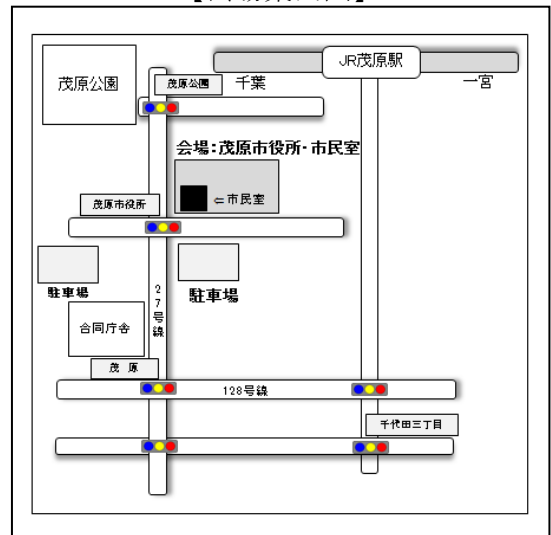 JR茂原駅
茂原公園
茂原公園
千葉
一宮
会場：茂原市役所・市民室
⇐市民室
茂原市役所
駐車場
駐車場
27号線
合同庁舎
茂 原
128号線
千代田三丁目